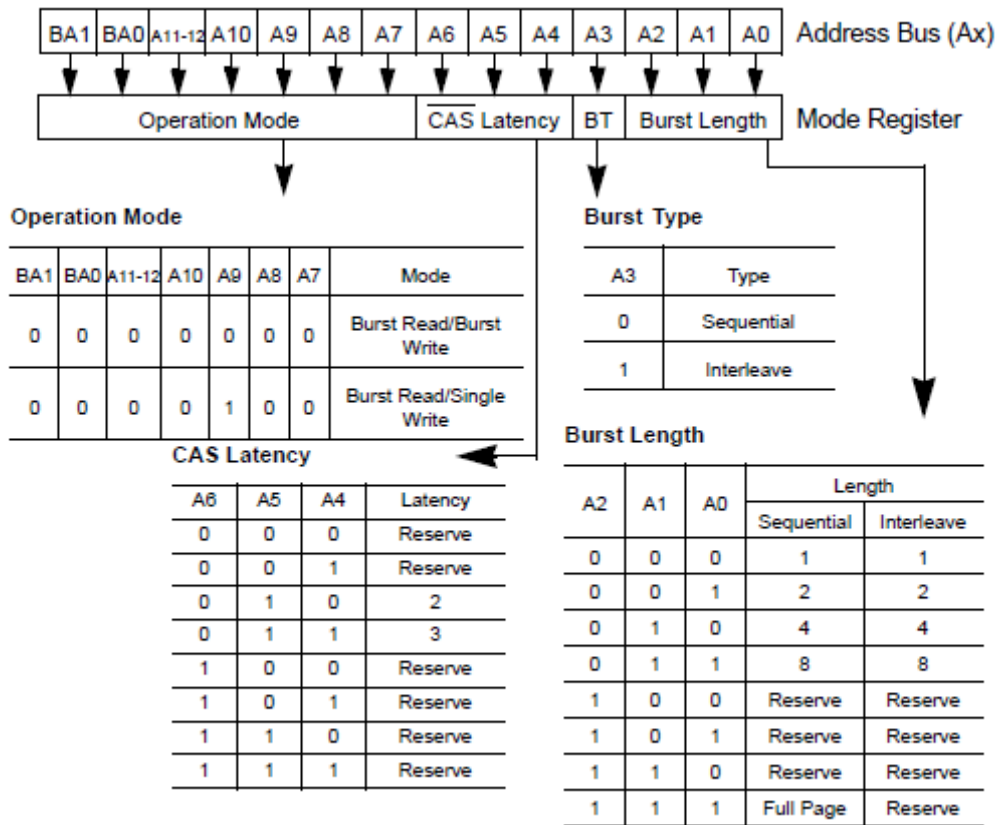 BA1 BA0 A11-12 A10 A9 A8 A7 A6 A5 A4 A3 A2 A1 A0 Address Bus (Ax)
Operation Mode CAS Latency BT Burst Length Mode Register
Operation Mode
BA1 BA0 A11-12 A10 A9 A8 A7 Mode
0 0 0 0 0 0 0 Burst Read/Burst
Write
0 0 0 0 1 0 0 Burst Read/Single
Write
Burst Type
A3 Type
0 Sequential
1 Interleave
CAS Latency
A6 A5 A4 Latency
0 0 0 Reserve
0 0 1 Reserve
0 1 0 2
0 1 1 3
1 0 0 Reserve
1 0 1 Reserve
1 1 0 Reserve
1 1 1 Reserve
Burst Length
A2 A1 A0 Length
Sequential Interleave
0 0 0 1 1
0 0 1 2 2
0 1 0 4 4
0 1 1 8 8
1 0 0 Reserve Reserve
1 0 1 Reserve Reserve
1 1 0 Reserve Reserve
1 1 1 Full Page Reserve